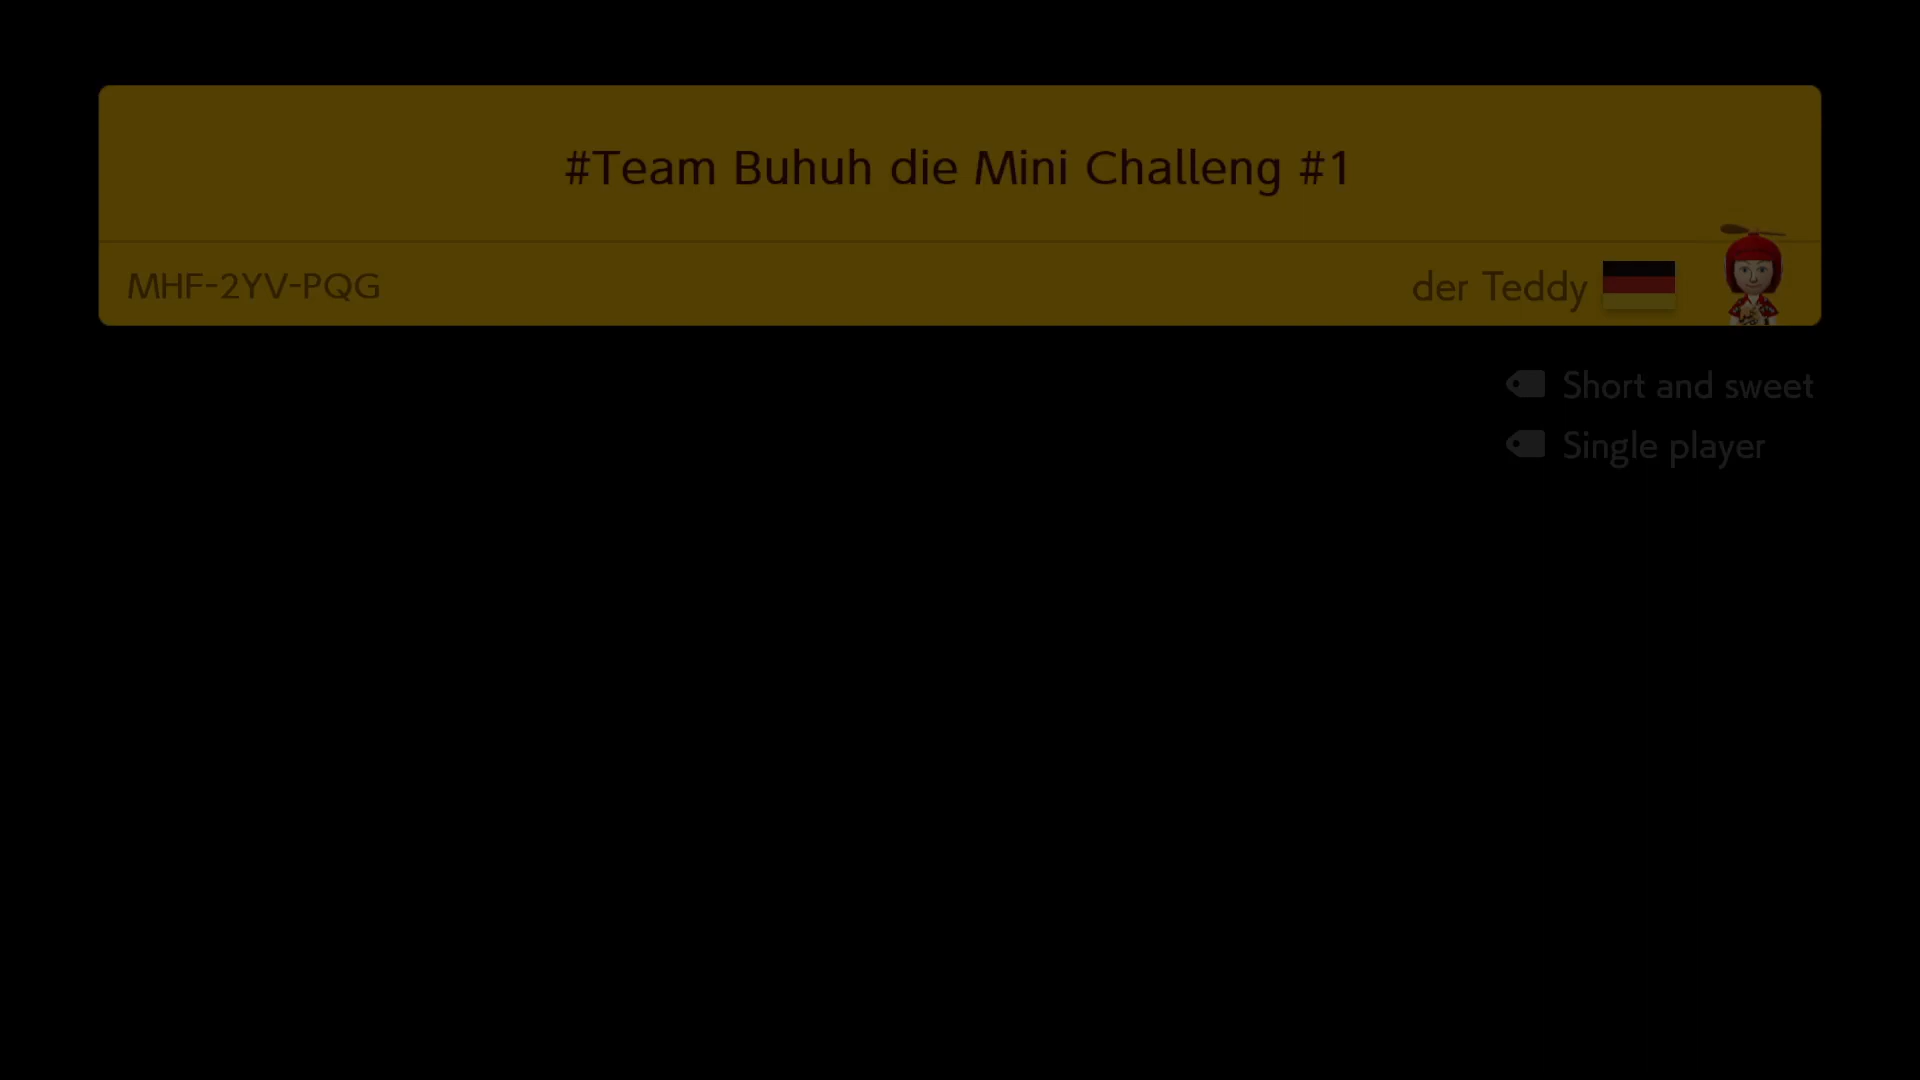 #Team Buhuh die Mini Challeng #1
MHF-2YV-PQG
der Teddy
Short and sweet
Single player